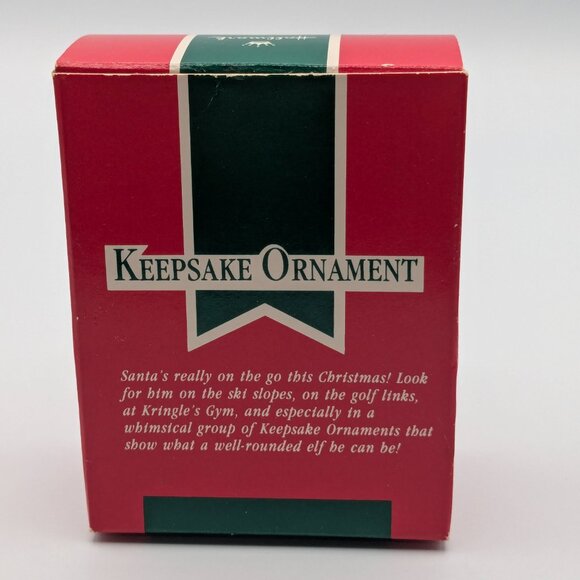 Hallmark
KEEPSAKE ORNAMENT
Santa's really on the go this Christmas! Look
for him on the ski slopes, on the golf links,
at Kringle's Gym, and especially in a
whimsical group of Keepsake Ornaments that
show what a well-rounded elf he can be!